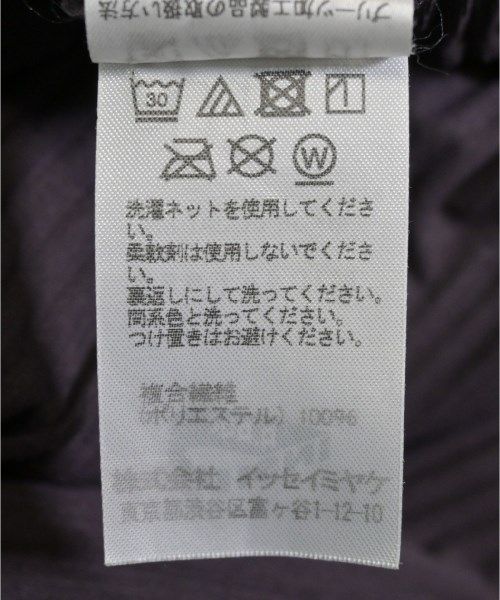 プリーツ加工製品の取扱い方法
30
W
洗濯ネットを使用してくださ
い。
柔軟剤は使用しないでくださ
い。
裏返しにして洗ってください。
同系色と洗ってください。
つけ置きはお避けください。
複合繊維
(ポリエステル) 100%
株式会社 イッセイミヤケ
東京都渋谷区富ヶ谷1-12-10